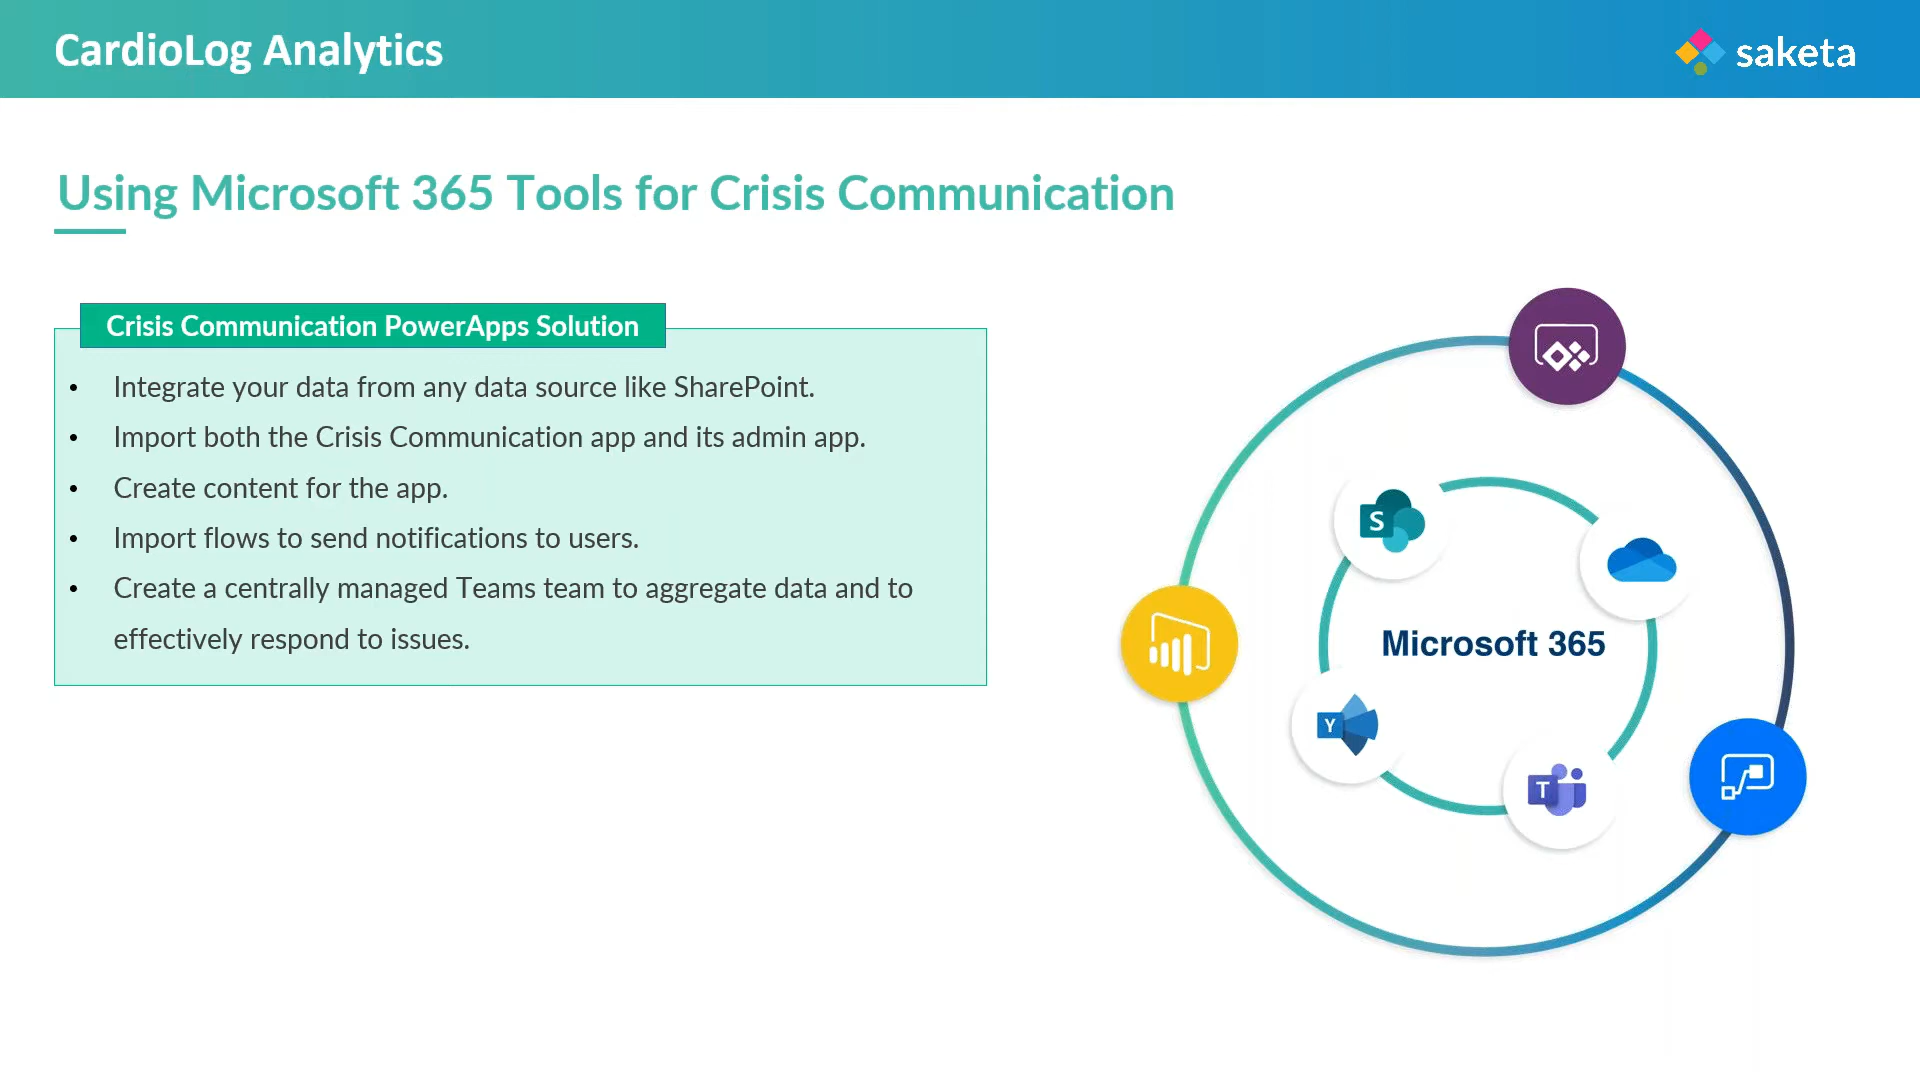 CardioLog Analytics
saketa
Using Microsoft 365 Tools for Crisis Communication
Crisis Communication PowerApps Solution
• Integrate your data from any data source like SharePoint.
• Import both the Crisis Communication app and its admin app.
• Create content for the app.
• Import flows to send notifications to users.
• Create a centrally managed Teams team to aggregate data and to
effectively respond to issues.
S
Microsoft 365
Y
T